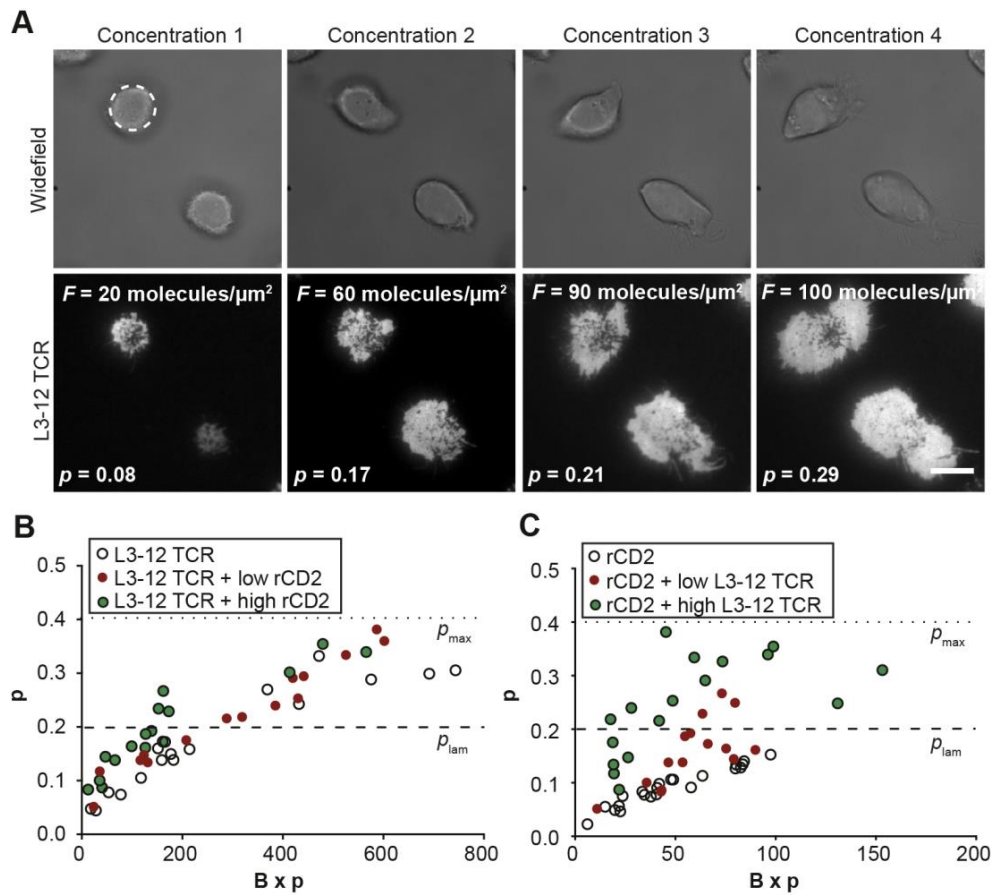 A
Concentration 1 Concentration 2 Concentration 3 Concentration 4
Widefield
L3-12 TCR
F = 20 molecules/µm² F = 60 molecules/µm² F = 90 molecules/µm² F = 100 molecules/µm²
p = 0.08 p = 0.17 p = 0.21 p = 0.29
B
L3-12 TCR
L3-12 TCR + low rCD2
L3-12 TCR + high rCD2
p
0.5
0.4
0.3
0.2
0.1
0.0
pmax
plam
0 200 400 600 800
B x p
C
rCD2
rCD2 + low L3-12 TCR
rCD2 + high L3-12 TCR
p
0.5
0.4
0.3
0.2
0.1
0.0
pmax
plam
0 50 100 150 200
B x p